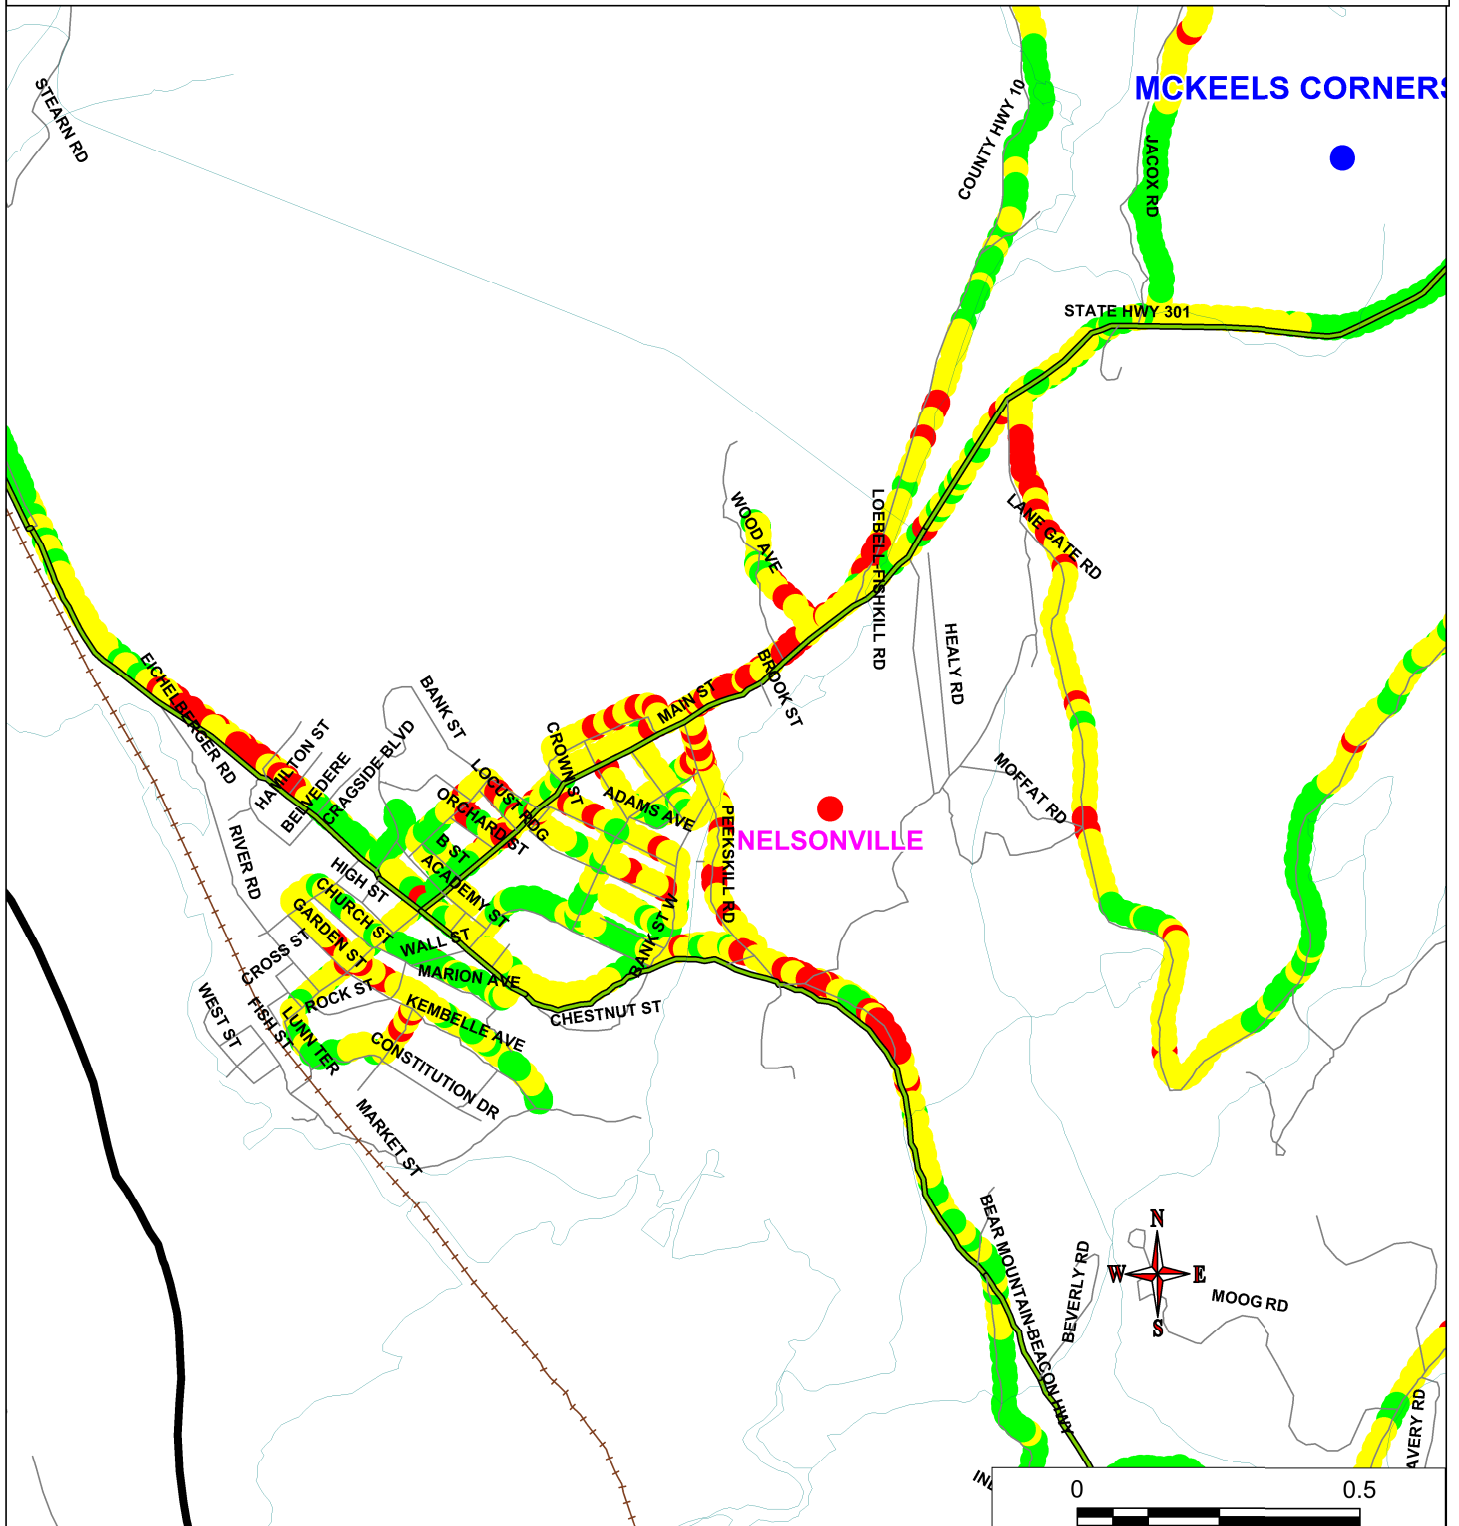 MCKEELS CORNERS
STEARN RD
COUNTY HWY 10
JACOX RD
STATE HWY 301
WOOD AVE
LOEBELL-FISHKILL RD
LANE GATE RD
EICHELBERGER RD
HAMILTON ST
BELVEDERE
CRAGSIDE BLVD
BANK ST
MAIN ST
BROOK ST
HEALY RD
CROWN ST
LOCUST RDG
ORCHARD ST
ADAMS AVE
MOFFAT RD
PEEKSKILL RD
NELSONVILLE
RIVER RD
B ST
ACADEMY ST
HIGH ST
CHURCH ST
GARDEN ST
WALL ST
BANK ST W
CROSS ST
MARION AVE
ROCK ST
WEST ST
FISH ST
LUNN TER
KEMBELLE AVE
CHESTNUT ST
CONSTITUTION DR
MARKET ST
BEAR MOUNTAIN-BEACON HWY
BEVERLY RD
N
W E
S
MOOG RD
AVERY RD
0 0.5